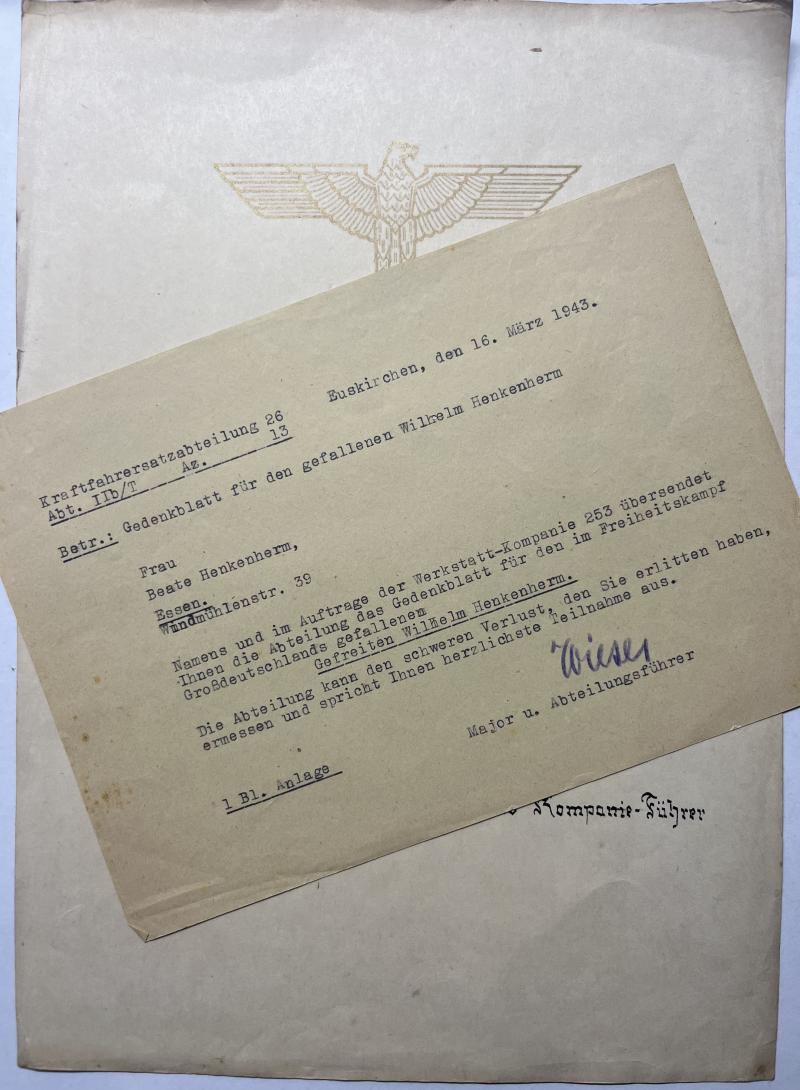 Euskirchen, den 16. März 1943.
Kraftfahrersatzabteilung 26
Abt. IIb/T Az. 13
Betr.: Gedenkblatt für den gefallenen Wilhelm Henkenherm
Frau
Beate Henkenherm,
Essen.
Windmühlenstr. 39
Namens und im Auftrage der Werkstatt-Kompanie 253 übersendet
Ihnen die Abteilung das Gedenkblatt für den im Freiheitskampf
Großdeutschlands gefallenem
Gefreiten Wilhelm Henkenherm.
Die Abteilung kann den schweren Verlust, den Sie erlitten haben,
ermessen und spricht Ihnen herzlichste Teilnahme aus.
Wieser
Major u. Abteilungsführer
1 Bl. Anlage
Kompanie-Führer